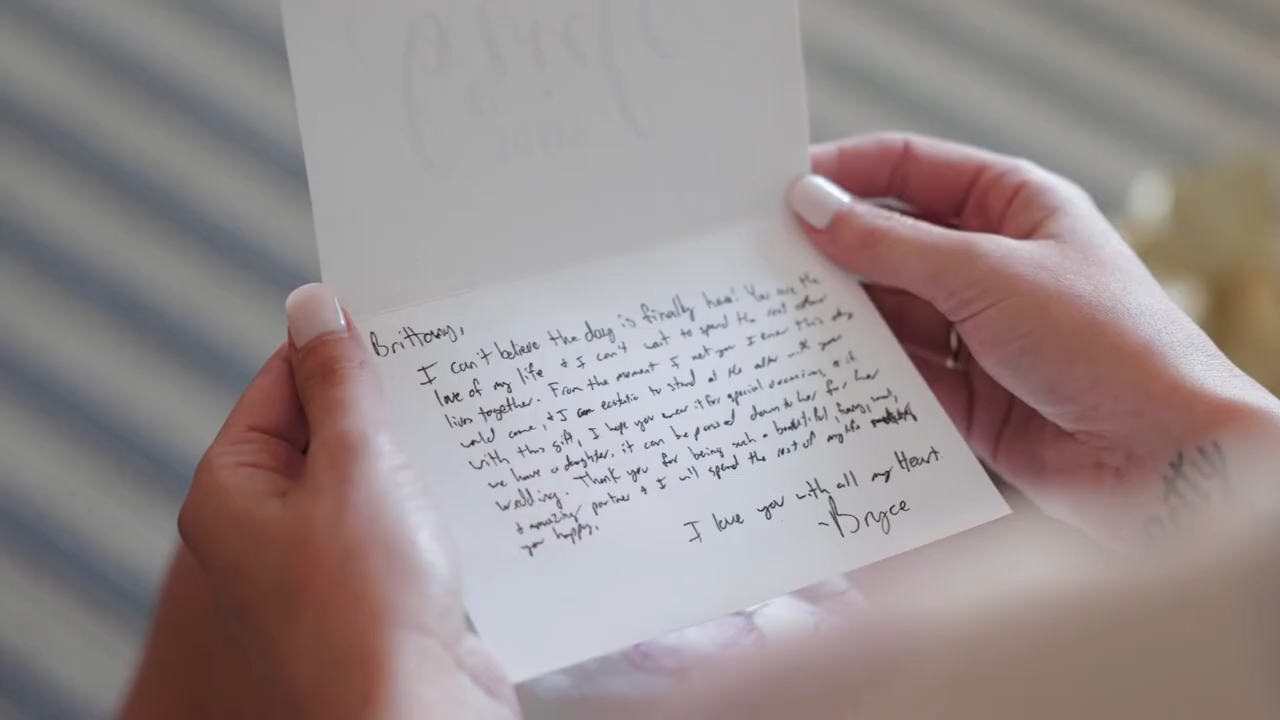 Brittany,
I can't believe the day is finally here! You are the
love of my life & I can't wait to spend the rest of our
lives together. From the moment I met you I knew this day
would come, & I am ecstatic to stand at the alter with you
with this gift, I hope you wear it for special occasions, & if
we have a daughter, it can be passed down to her for her
wedding. Thank you for being such a beautiful, funny,
& amazing partner & I will spend the rest of my life
you happy.
I love you with all my Heart.
-Bryce